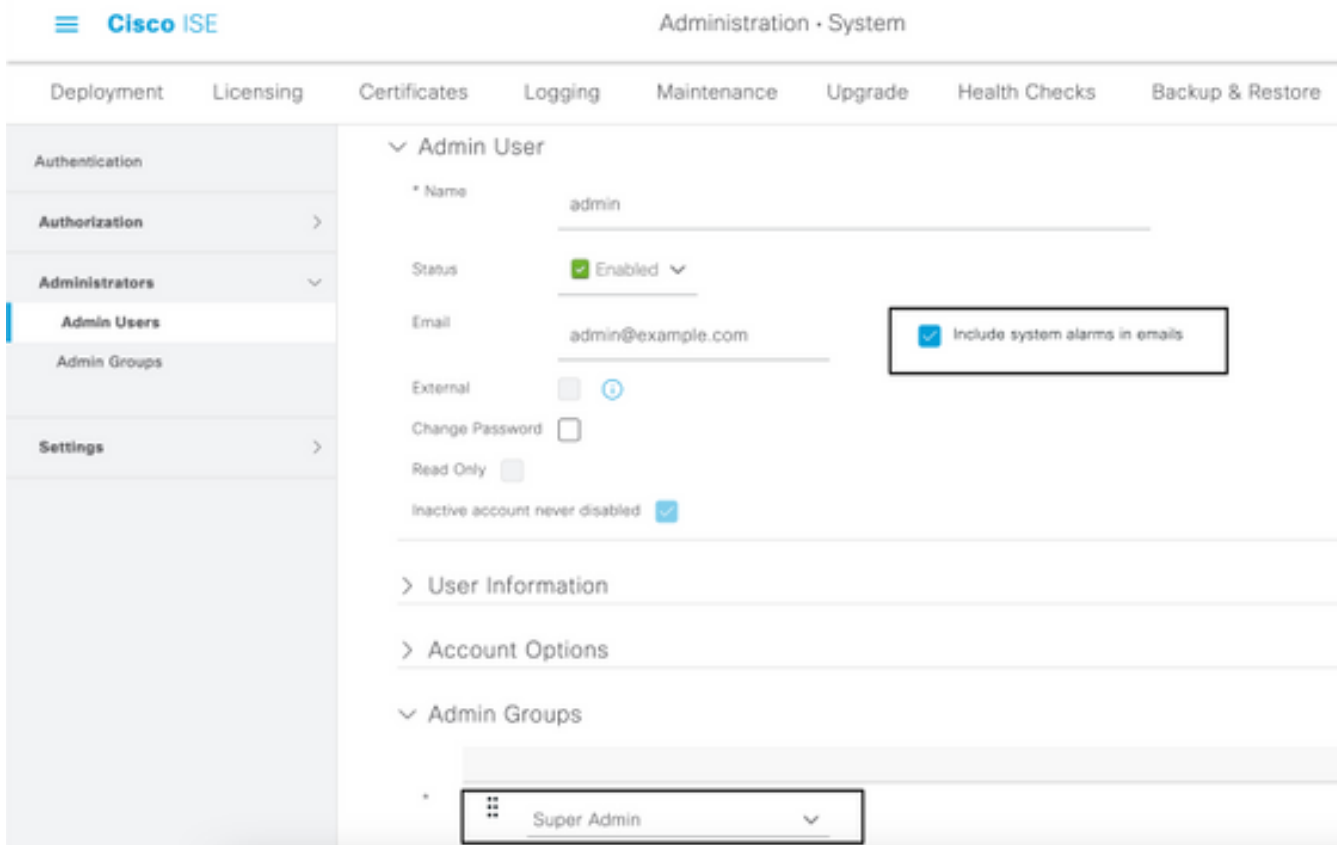 Cisco ISE
Administration · System
Deployment Licensing Certificates Logging Maintenance Upgrade Health Checks Backup & Restore
Authentication
Authorization
Administrators
Admin Users
Admin Groups
Settings
Admin User
* Name
admin
Status
Enabled
Email
admin@example.com
Include system alarms in emails
External
Change Password
Read Only
Inactive account never disabled
User Information
Account Options
Admin Groups
*
Super Admin